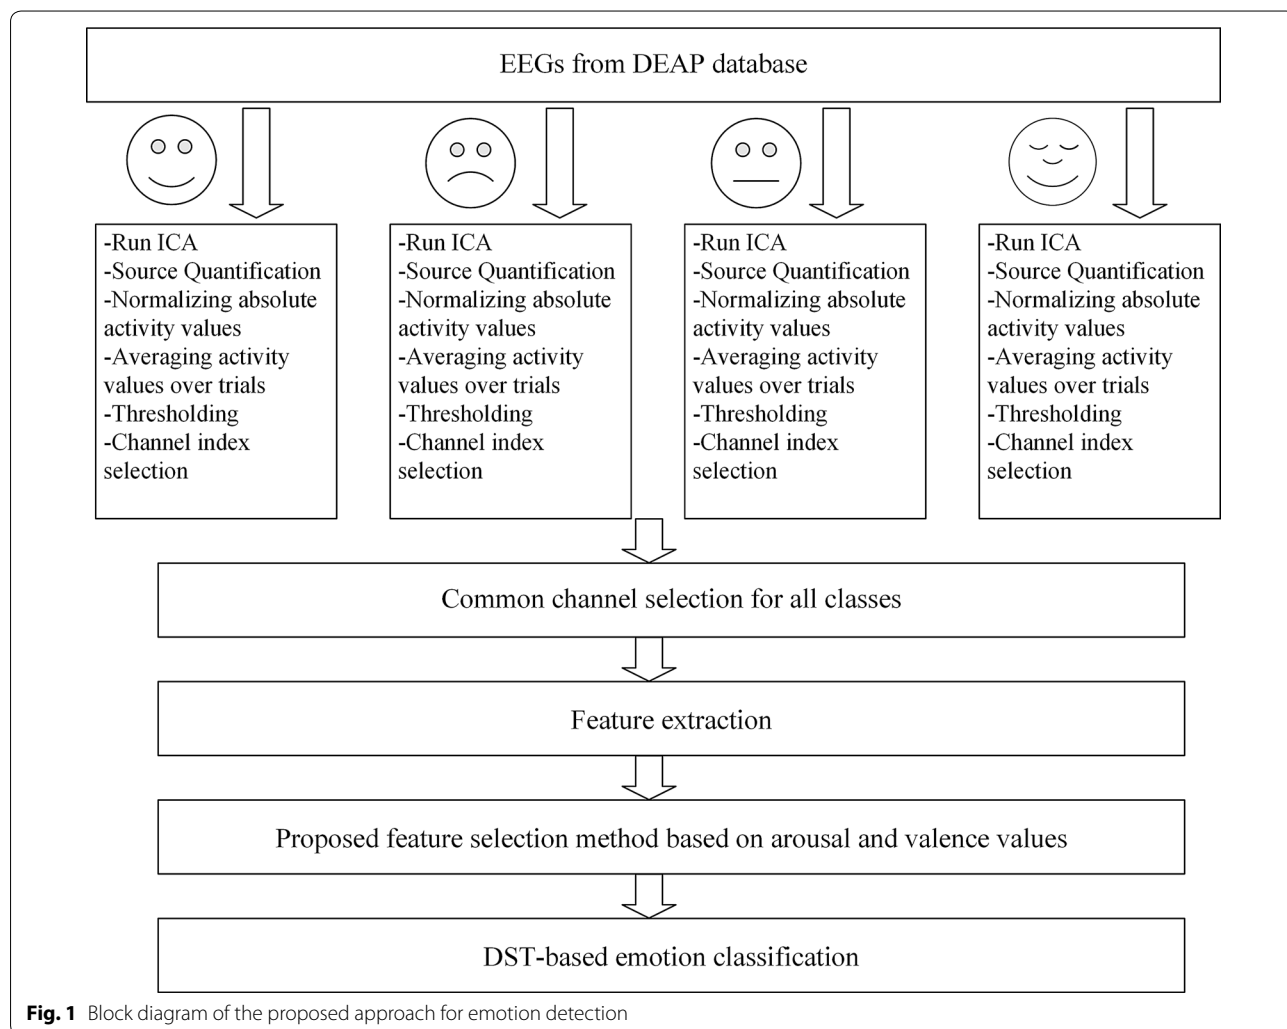 EEGs from DEAP database
-Run ICA
-Source Quantification
-Normalizing absolute
activity values
-Averaging activity
values over trials
-Thresholding
-Channel index
selection
-Run ICA
-Source Quantification
-Normalizing absolute
activity values
-Averaging activity
values over trials
-Thresholding
-Channel index
selection
-Run ICA
-Source Quantification
-Normalizing absolute
activity values
-Averaging activity
values over trials
-Thresholding
-Channel index
selection
-Run ICA
-Source Quantification
-Normalizing absolute
activity values
-Averaging activity
values over trials
-Thresholding
-Channel index
selection
Common channel selection for all classes
Feature extraction
Proposed feature selection method based on arousal and valence values
DST-based emotion classification
Fig. 1 Block diagram of the proposed approach for emotion detection